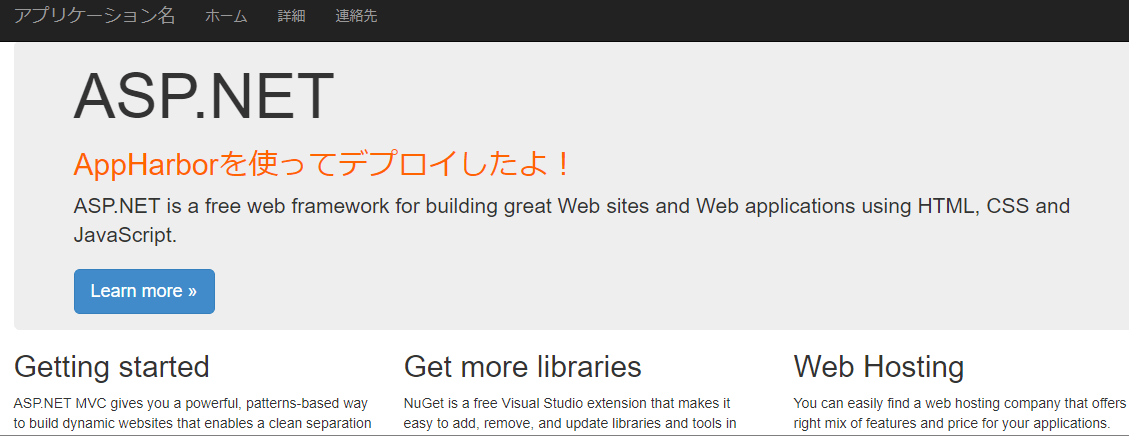 アプリケーション名 ホーム 詳細 連絡先
ASP.NET
AppHarborを使ってデプロイしたよ！
ASP.NET is a free web framework for building great Web sites and Web applications using HTML, CSS and
JavaScript.
Learn more »
Getting started
ASP.NET MVC gives you a powerful, patterns-based way
to build dynamic websites that enables a clean separation
Get more libraries
NuGet is a free Visual Studio extension that makes it
easy to add, remove, and update libraries and tools in
Web Hosting
You can easily find a web hosting company that offers
right mix of features and price for your applications.